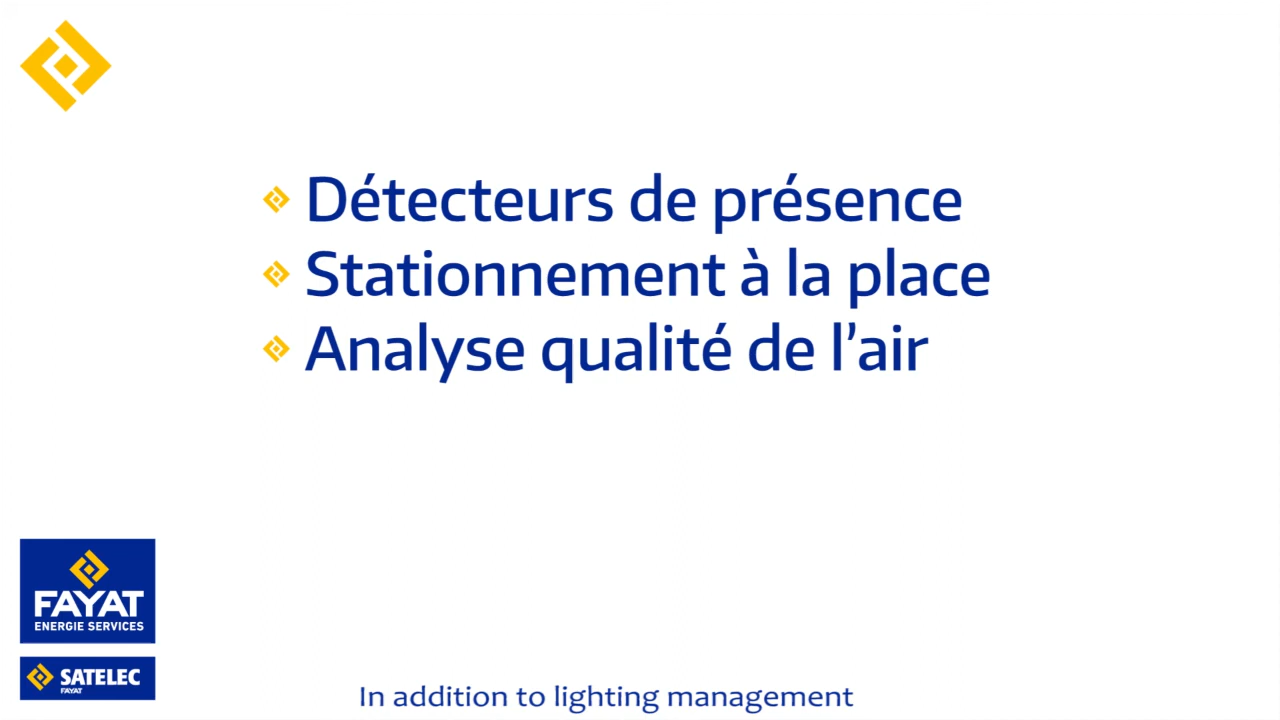 Détecteurs de présence
Stationnement à la place
Analyse qualité de l’air
FAYAT
ENERGIE SERVICES
SATELEC
FAYAT
In addition to lighting management